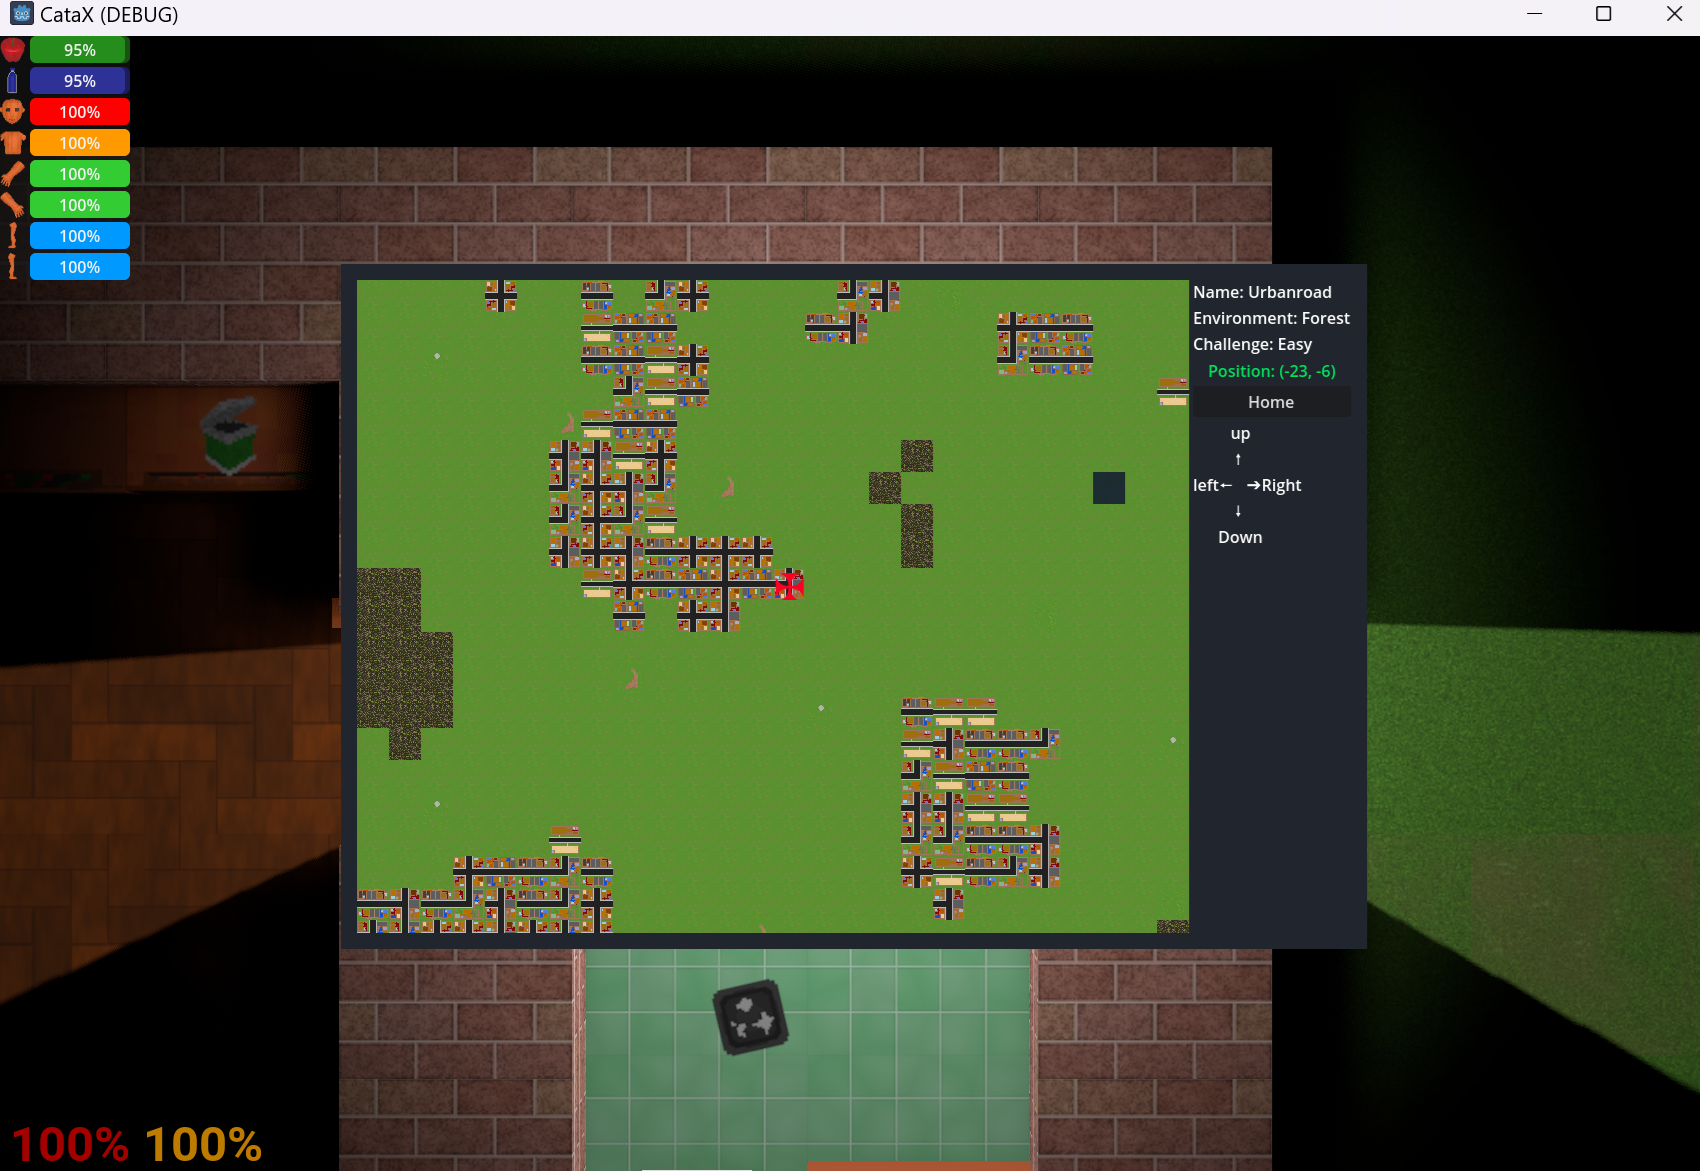 CataX (DEBUG)
95%
95%
100%
100%
100%
100%
100%
100%
Name: Urbanroad
Environment: Forest
Challenge: Easy
Position: (-23, -6)
Home
up
↑
left← →Right
↓
Down
100% 100%